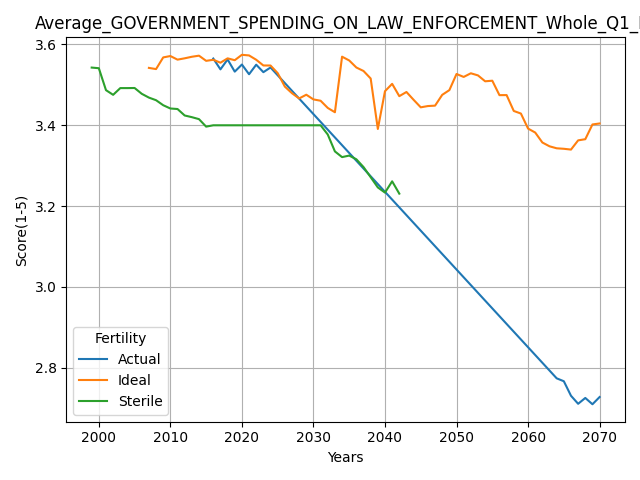 Average_GOVERNMENT_SPENDING_ON_LAW_ENFORCEMENT_Whole_Q1_
3.6
3.4
3.2
3.0
2.8
Score(1-5)
Fertility
Actual
Ideal
Sterile
2000 2010 2020 2030 2040 2050 2060 2070
Years